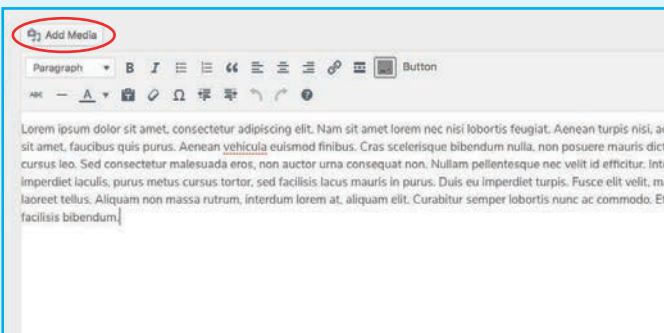 Add Media
Paragraph B I “ Button
ABC A Ω
Lorem ipsum dolor sit amet, consectetur adipiscing elit. Nam sit amet lorem nec nisi lobortis feugiat. Aenean turpis nisi, ac
sit amet, faucibus quis purus. Aenean vehicula euismod finibus. Cras scelerisque bibendum nulla, non posuere mauris dict
cursus leo. Sed consectetur malesuada eros, non auctor urna consequat non. Nullam pellentesque nec velit id efficitur. Int
imperdiet iaculis, purus metus cursus tortor, sed facilisis lacus mauris in purus. Duis eu imperdiet turpis. Fusce elit velit, m
laoreet tellus. Aliquam non massa rutrum, interdum lorem at, aliquam elit. Curabitur semper lobortis nunc ac commodo. Et
facilisis bibendum.